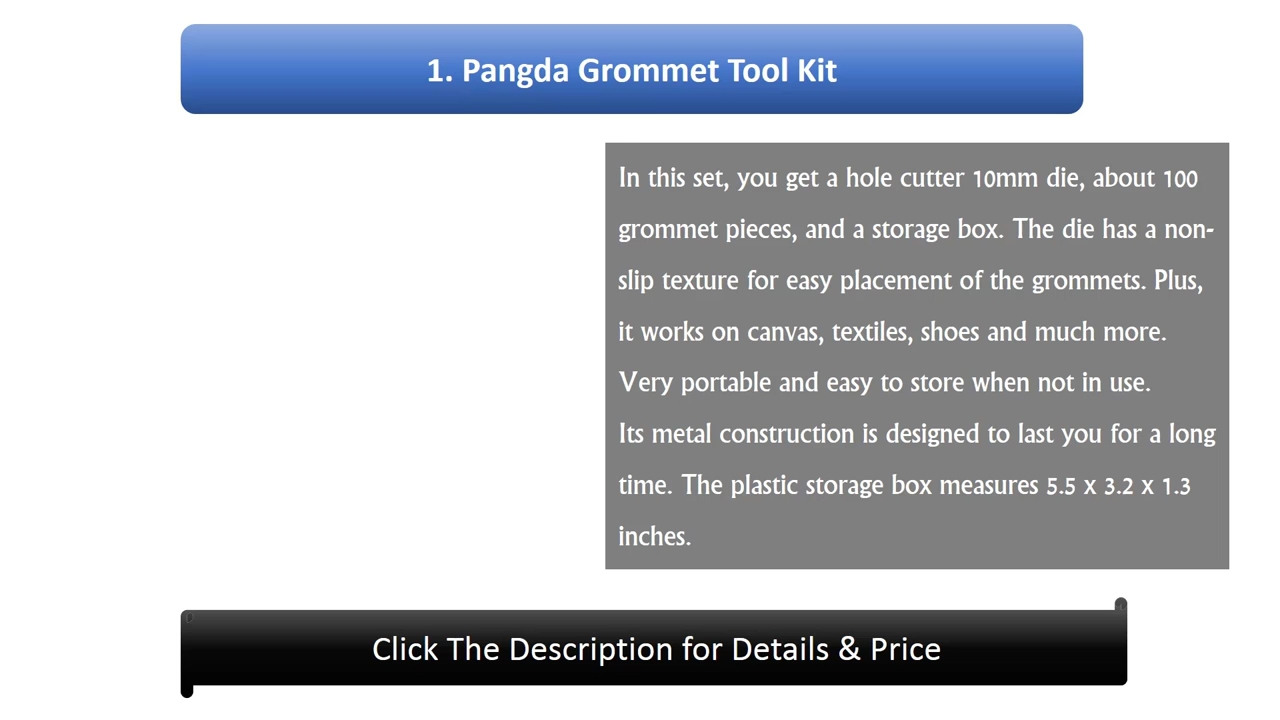 1. Pangda Grommet Tool Kit
In this set, you get a hole cutter 10mm die, about 100
grommet pieces, and a storage box. The die has a non-
slip texture for easy placement of the grommets. Plus,
it works on canvas, textiles, shoes and much more.
Very portable and easy to store when not in use.
Its metal construction is designed to last you for a long
time. The plastic storage box measures 5.5 x 3.2 x 1.3
inches.
Click The Description for Details & Price